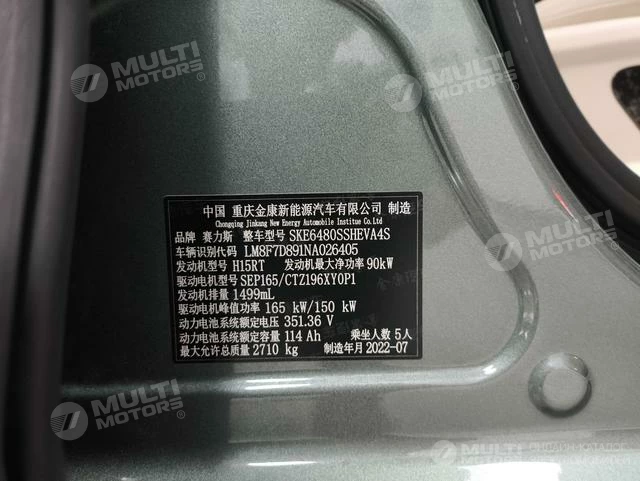 MULTI MOTORS®
MULTI MOTORS®
中国 重庆金康新能源汽车有限公司 制造
Chongqing Jinkang New Energy Automobile Institue Co.Ltd
品牌 赛力斯 整车型号 SKE6480SSHEVA4S
车辆识别代码 LM8F7D891NA026405
发动机型号 H15RT 发动机最大净功率 90kW
驱动电机型号 SEP165/CTZ196XY0P1
发动机排量 1499mL
驱动电机峰值功率 165 kW/150 kW
动力电池系统额定电压 351.36 V
动力电池系统额定容量 114 Ah 乘坐人数 5人
最大允许总质量 2710 kg 制造年月 2022-07
MULTI MOTORS®
MULTI